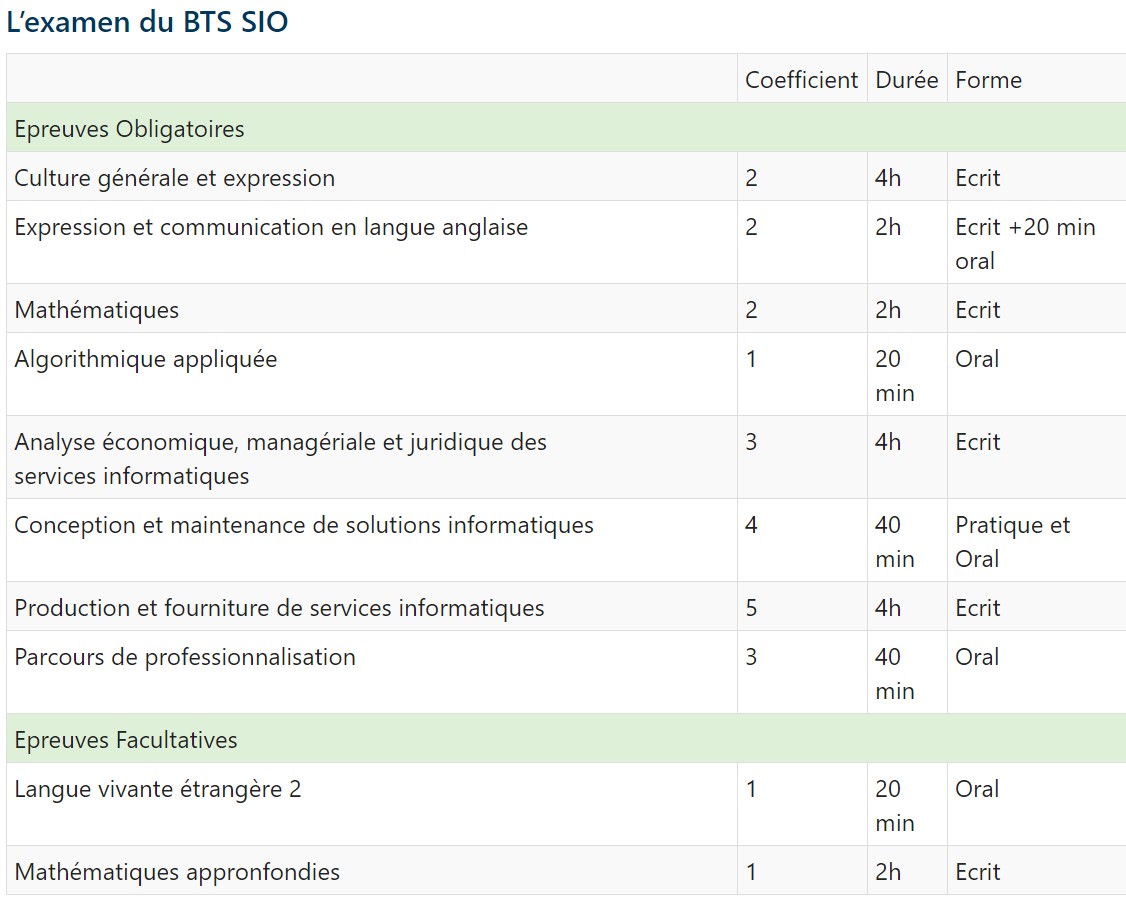 L’examen du BTS SIO
Coefficient Durée Forme
Epreuves Obligatoires
Culture générale et expression 2 4h Ecrit
Expression et communication en langue anglaise 2 2h Ecrit +20 min
oral
Mathématiques 2 2h Ecrit
Algorithmique appliquée 1 20 Oral
min
Analyse économique, managériale et juridique des 3 4h Ecrit
services informatiques
Conception et maintenance de solutions informatiques 4 40 Pratique et
min Oral
Production et fourniture de services informatiques 5 4h Ecrit
Parcours de professionnalisation 3 40 Oral
min
Epreuves Facultatives
Langue vivante étrangère 2 1 20 Oral
min
Mathématiques appronfondies 1 2h Ecrit